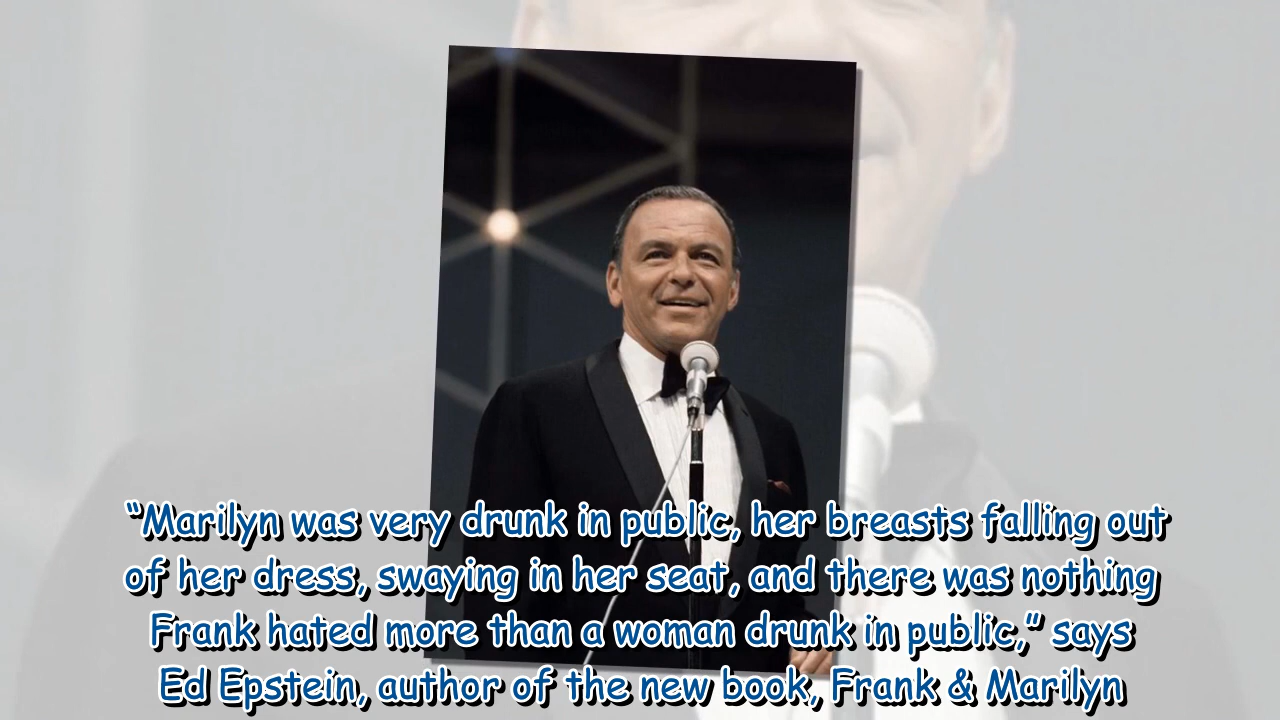 “Marilyn was very drunk in public, her breasts falling out
of her dress, swaying in her seat, and there was nothing
Frank hated more than a woman drunk in public,” says
Ed Epstein, author of the new book, Frank & Marilyn